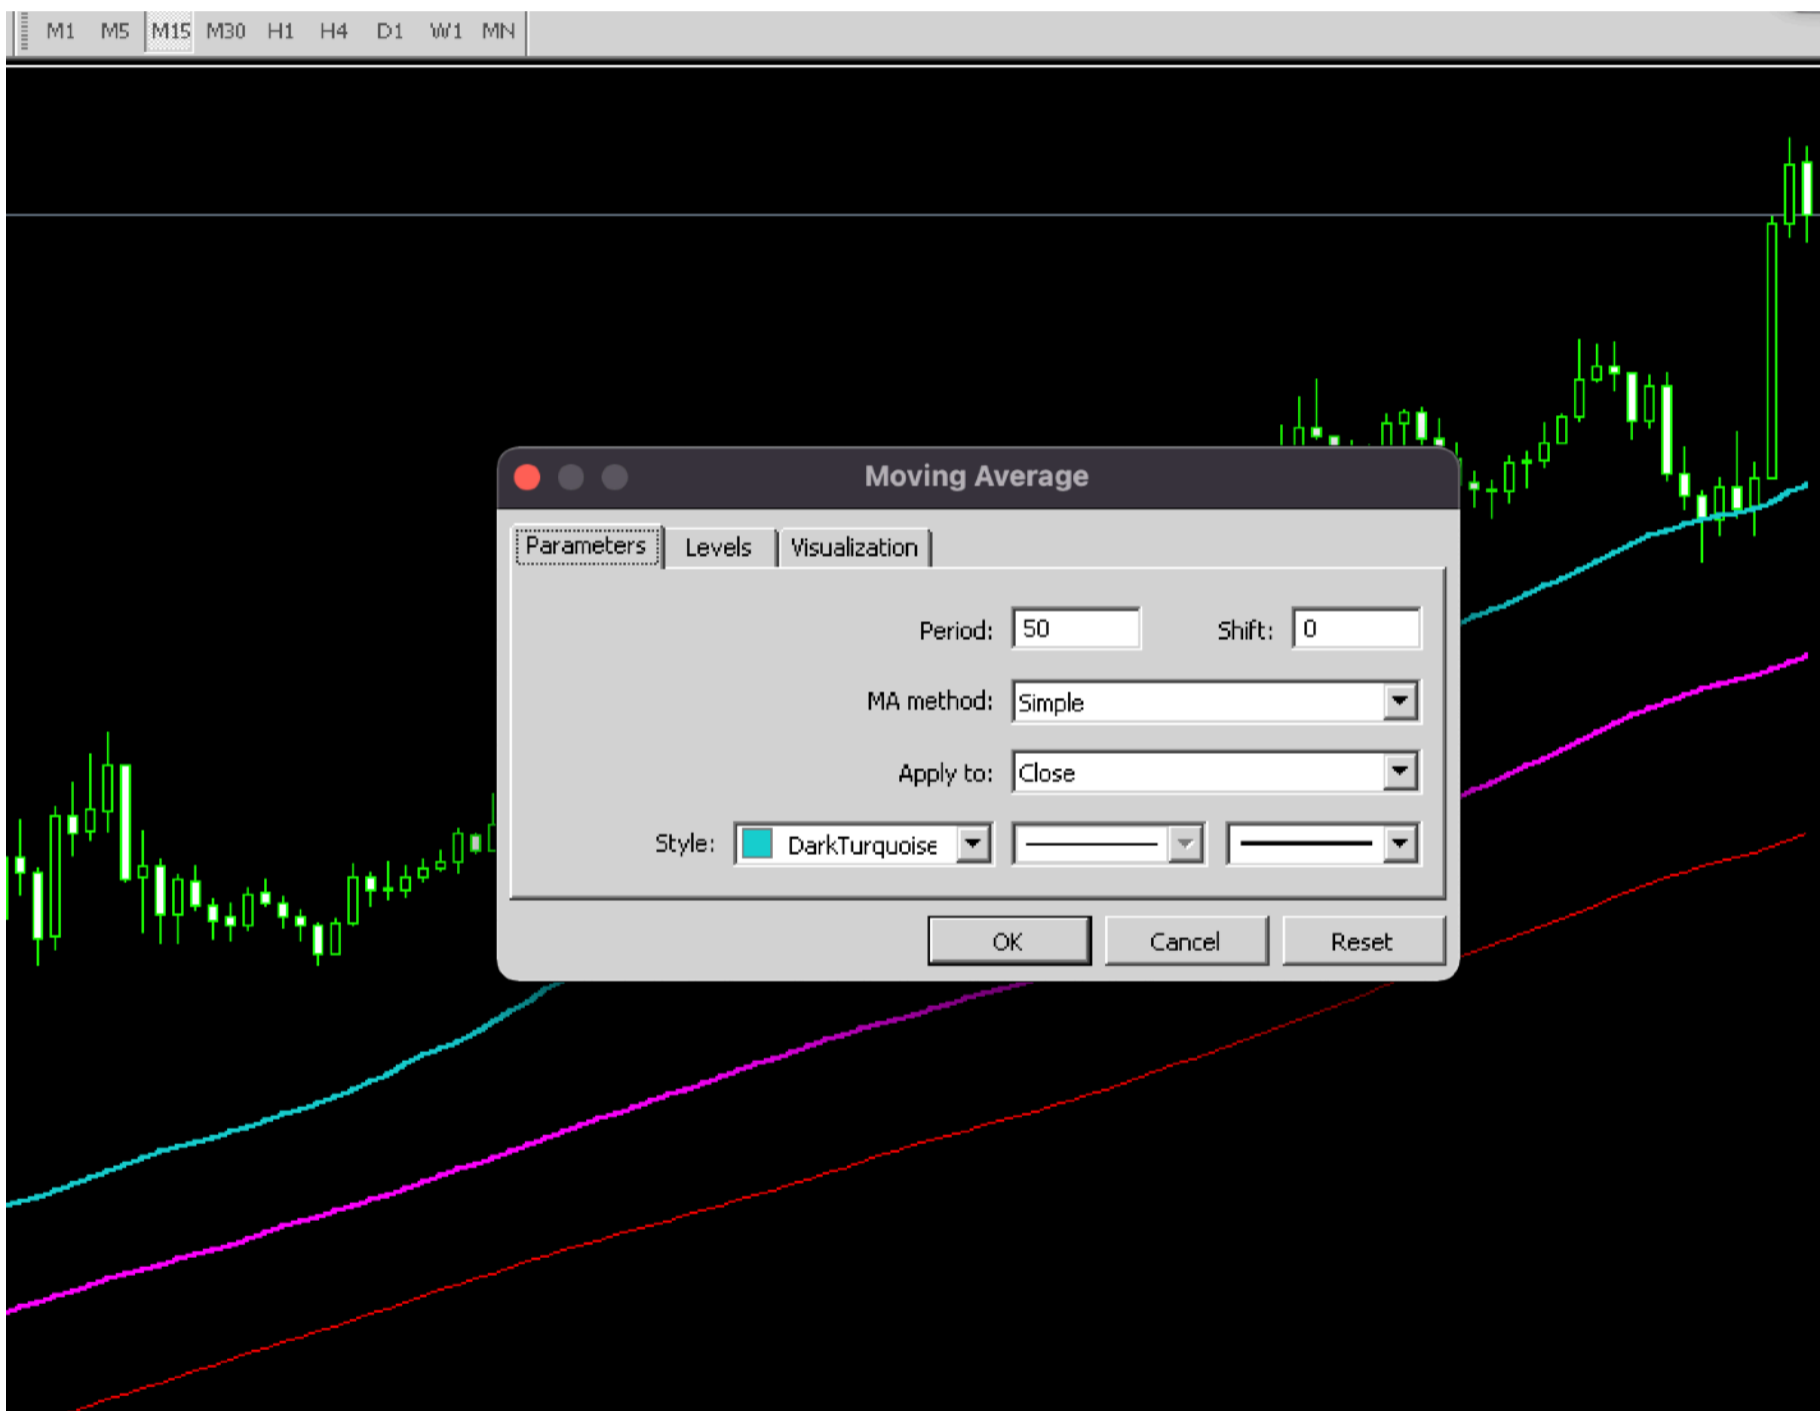 M1 M5 M15 M30 H1 H4 D1 W1 MN
Moving Average
Parameters Levels Visualization
Period: 50 Shift: 0
MA method: Simple
Apply to: Close
Style: DarkTurquoise
OK Cancel Reset